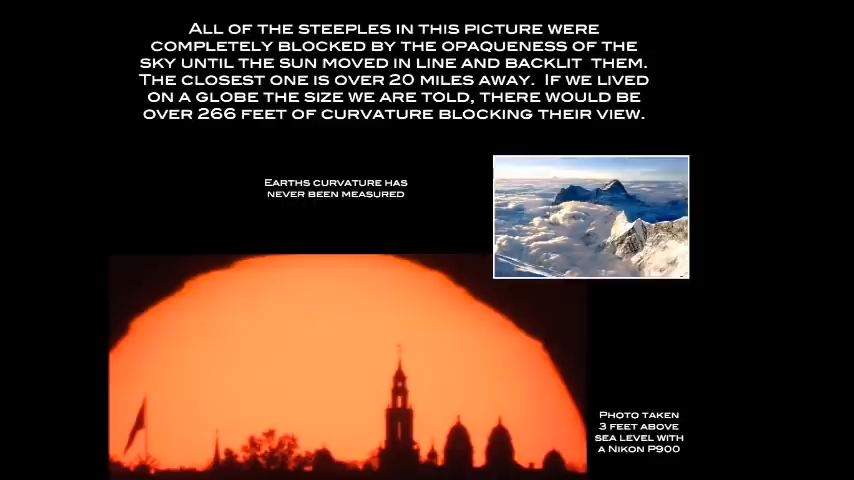 ALL OF THE STEEPLES IN THIS PICTURE WERE
COMPLETELY BLOCKED BY THE OPAQUENESS OF THE
SKY UNTIL THE SUN MOVED IN LINE AND BACKLIT THEM.
THE CLOSEST ONE IS OVER 20 MILES AWAY. IF WE LIVED
ON A GLOBE THE SIZE WE ARE TOLD, THERE WOULD BE
OVER 266 FEET OF CURVATURE BLOCKING THEIR VIEW.
EARTHS CURVATURE HAS
NEVER BEEN MEASURED
PHOTO TAKEN
3 FEET ABOVE
SEA LEVEL WITH
A NIKON P900